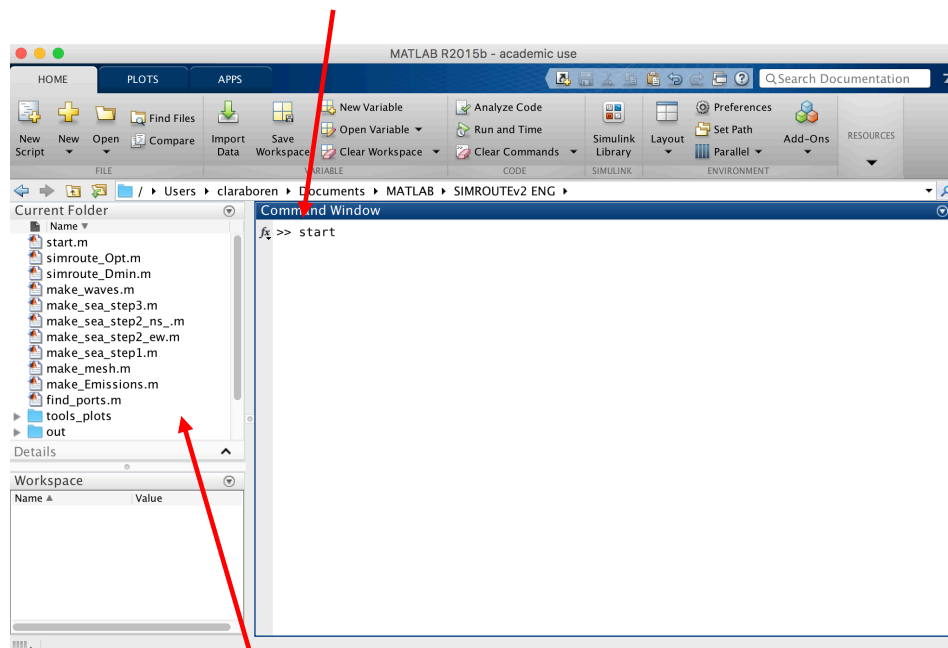 MATLAB R2015b - academic use
HOME PLOTS APPS Search Documentation
New Script New Open Find Files Compare Import Data Save Workspace New Variable Open Variable Clear Workspace Analyze Code Run and Time Clear Commands Simulink Library Layout Preferences Set Path Parallel Add-Ons RESOURCES
FILE VARIABLE CODE SIMULINK ENVIRONMENT
/ Users claraboren Documents MATLAB SIMROUTEv2 ENG
Current Folder
Name
start.m
simroute_Opt.m
simroute_Dmin.m
make_waves.m
make_sea_step3.m
make_sea_step2_ns_.m
make_sea_step2_ew.m
make_sea_step1.m
make_mesh.m
make_Emissions.m
find_ports.m
tools_plots
out
Details
Workspace
Name Value
Command Window
fx >> start